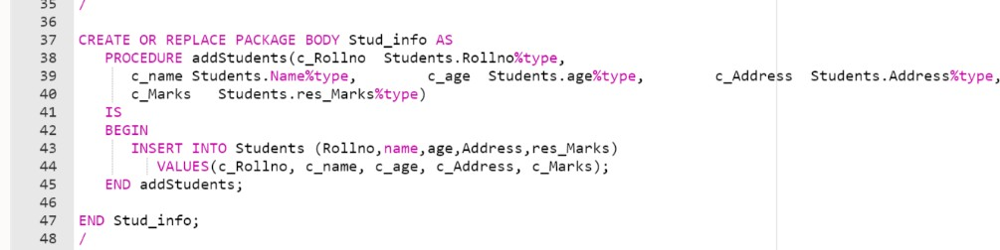 35 /
36
37 CREATE OR REPLACE PACKAGE BODY Stud_info AS
38 PROCEDURE addStudents(c_Rollno Students.Rollno%type,
39 c_name Students.Name%type, c_age Students.age%type, c_Address Students.Address%type,
40 c_Marks Students.res_Marks%type)
41 IS
42 BEGIN
43 INSERT INTO Students (Rollno,name,age,Address,res_Marks)
44 VALUES(c_Rollno, c_name, c_age, c_Address, c_Marks);
45 END addStudents;
46
47 END Stud_info;
48 /